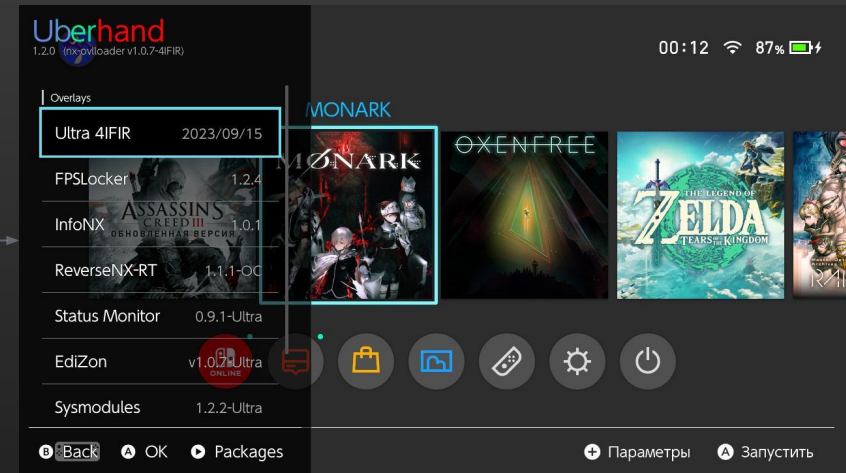 Uberhand
1.2.0 (nx-ovlloader v1.0.7-4IFIR)
00:12 87%
Overlays
MONARK
Ultra 4IFIR 2023/09/15
FPSLocker 1.2.4
InfoNX 1.0.1
ReverseNX-RT 1.1.1-OC
Status Monitor 0.9.1-Ultra
EdiZon v1.0.7-Ultra
Sysmodules 1.2.2-Ultra
ASSASSIN'S
CREED III
ОБНОВЛЁННАЯ ВЕРСИЯ
MONARK
OXENFREE
THE LEGEND OF
ZELDA
TEARS OF THE KINGDOM
ONLINE
B Back A OK Packages
+ Параметры A Запустить